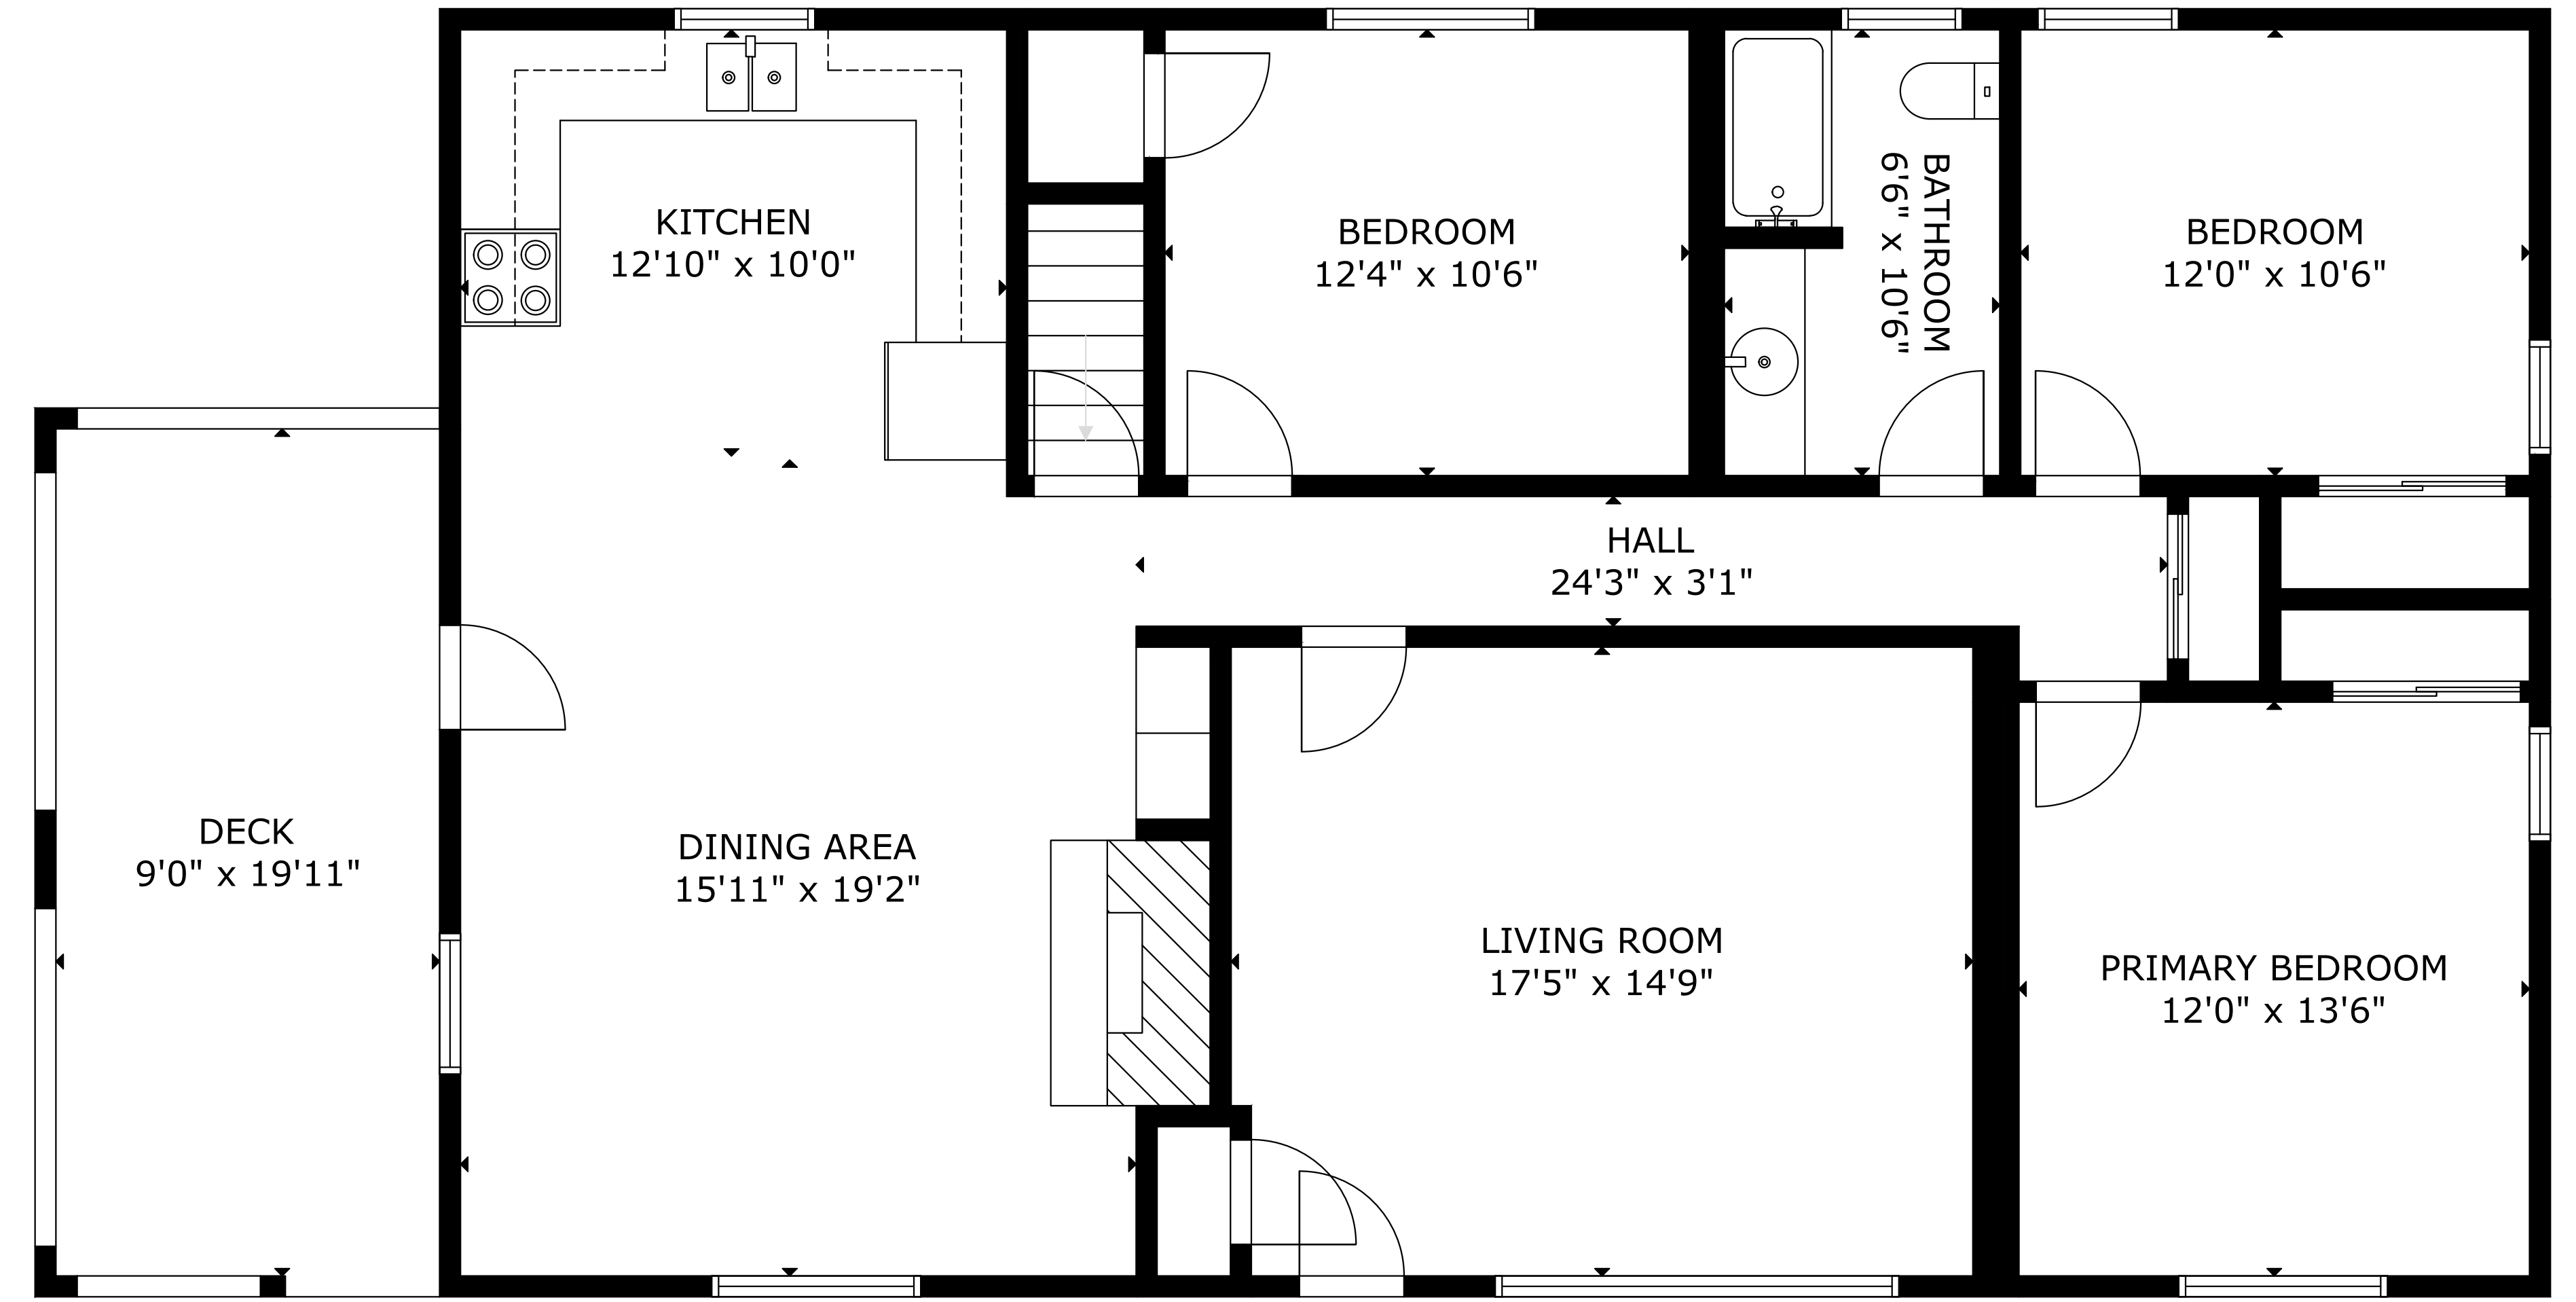 KITCHEN
12'10" x 10'0"
BEDROOM
12'4" x 10'6"
BATHROOM
6'6" x 10'6"
BEDROOM
12'0" x 10'6"
HALL
24'3" x 3'1"
DECK
9'0" x 19'11"
DINING AREA
15'11" x 19'2"
LIVING ROOM
17'5" x 14'9"
PRIMARY BEDROOM
12'0" x 13'6"